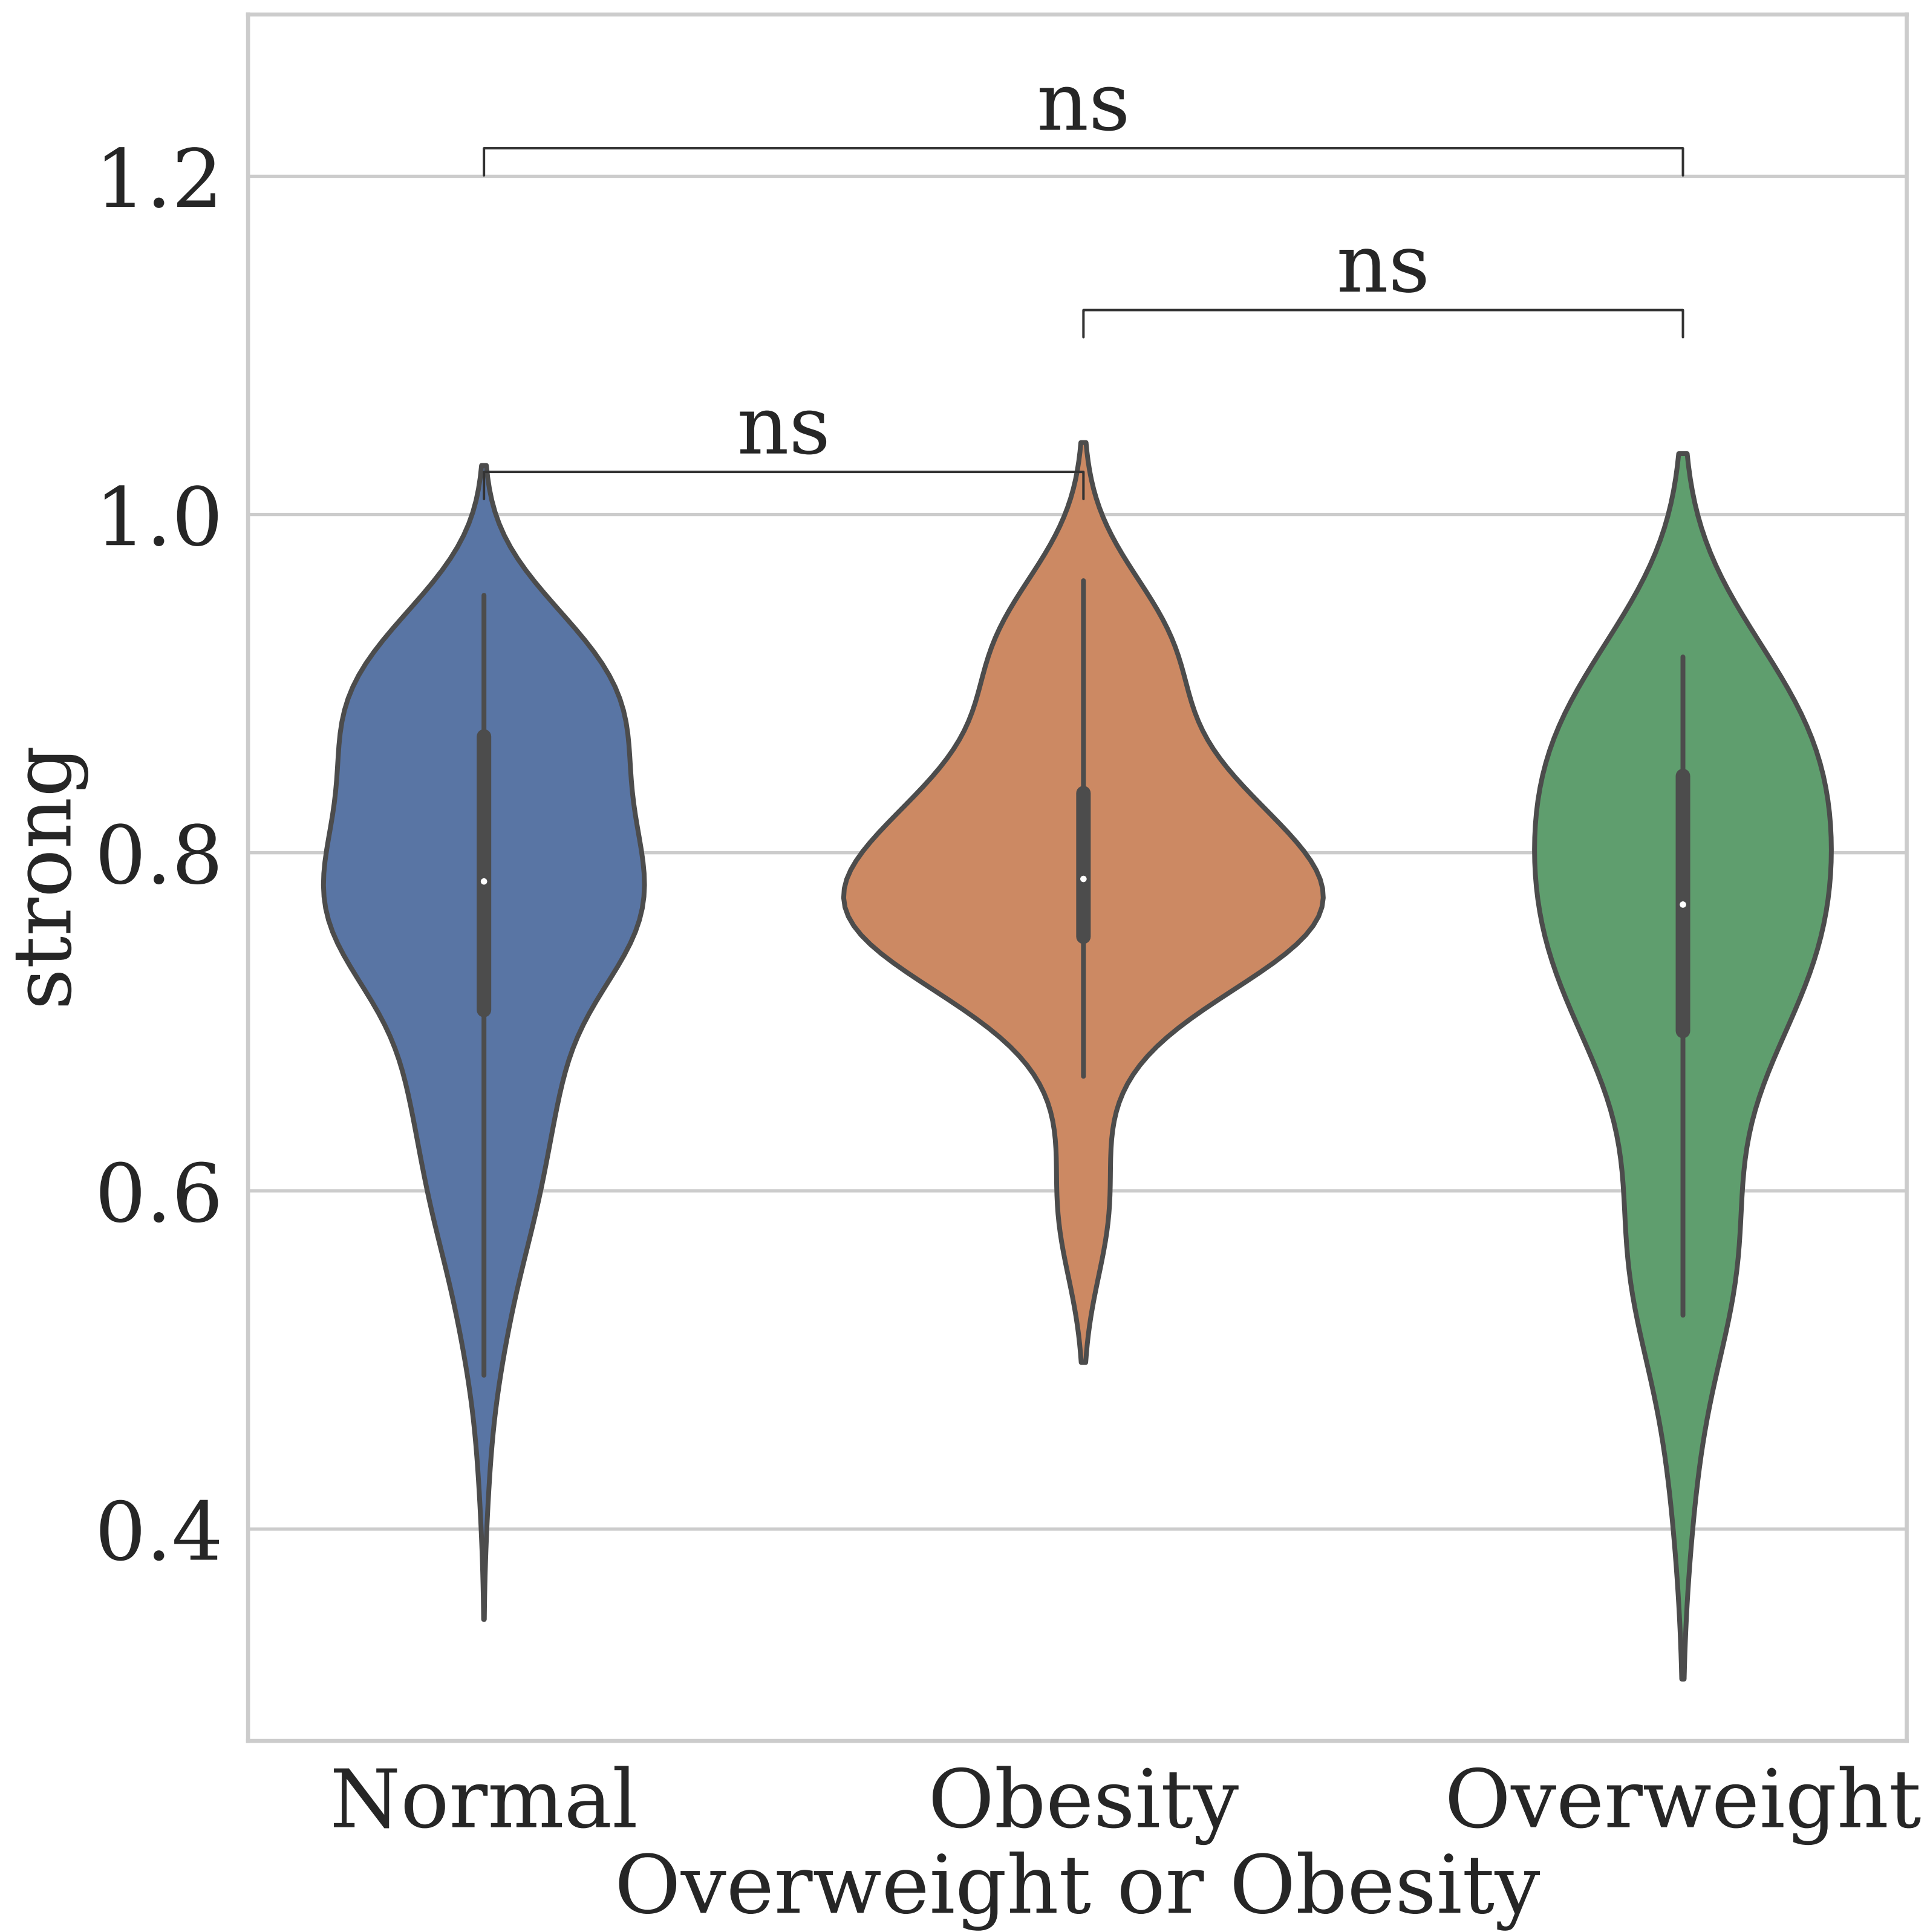 ns
1.2
ns
ns
1.0
strong
0.8
0.6
0.4
Normal Obesity Overweight
Overweight or Obesity